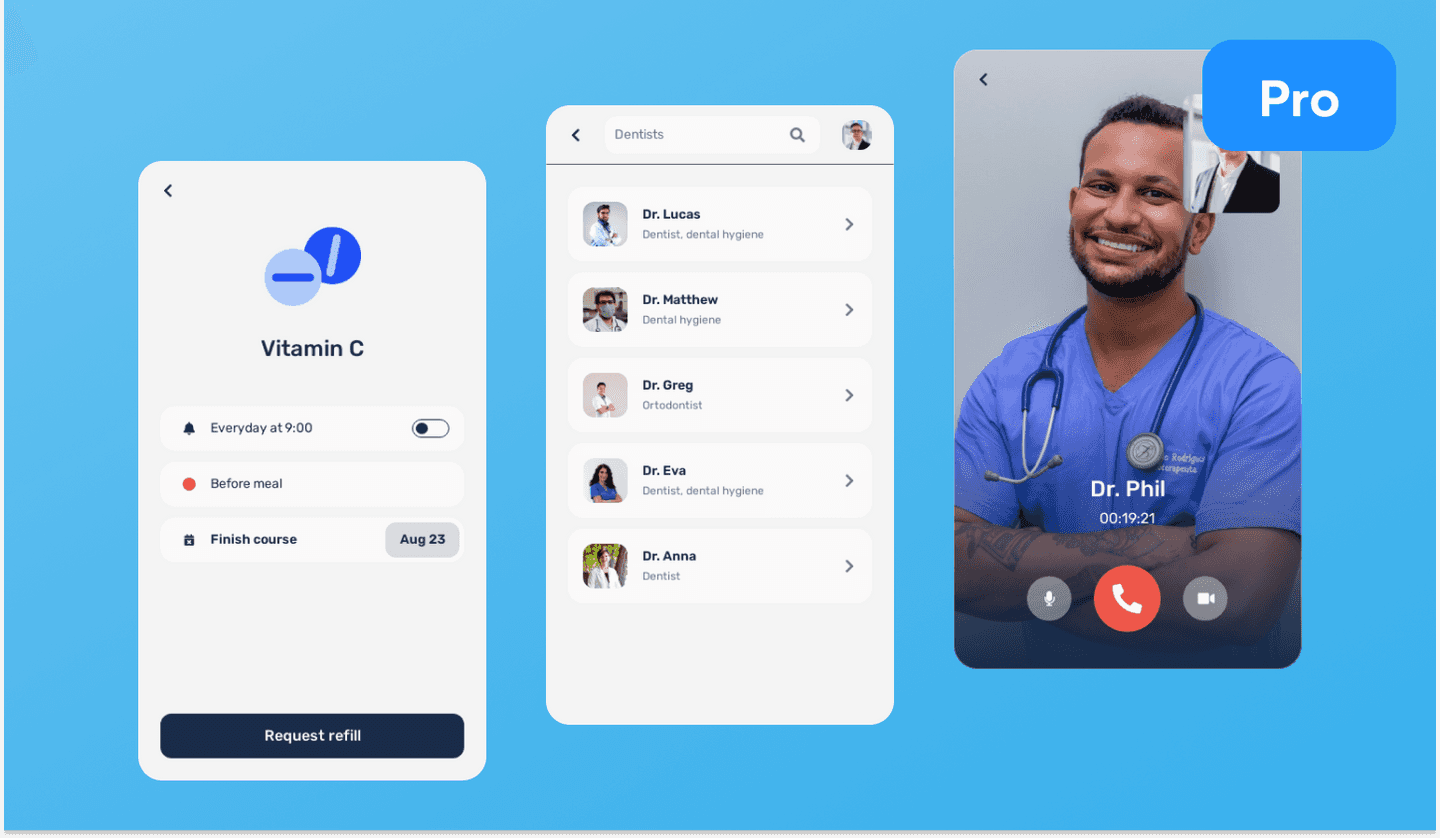 Vitamin C
Everyday at 9:00
Before meal
Finish course
Aug 23
Request refill
Dentists
Dr. Lucas
Dentist, dental hygiene
Dr. Matthew
Dental hygiene
Dr. Greg
Ortodontist
Dr. Eva
Dentist, dental hygiene
Dr. Anna
Dentist
Pro
Dr. Phil
00:19:21